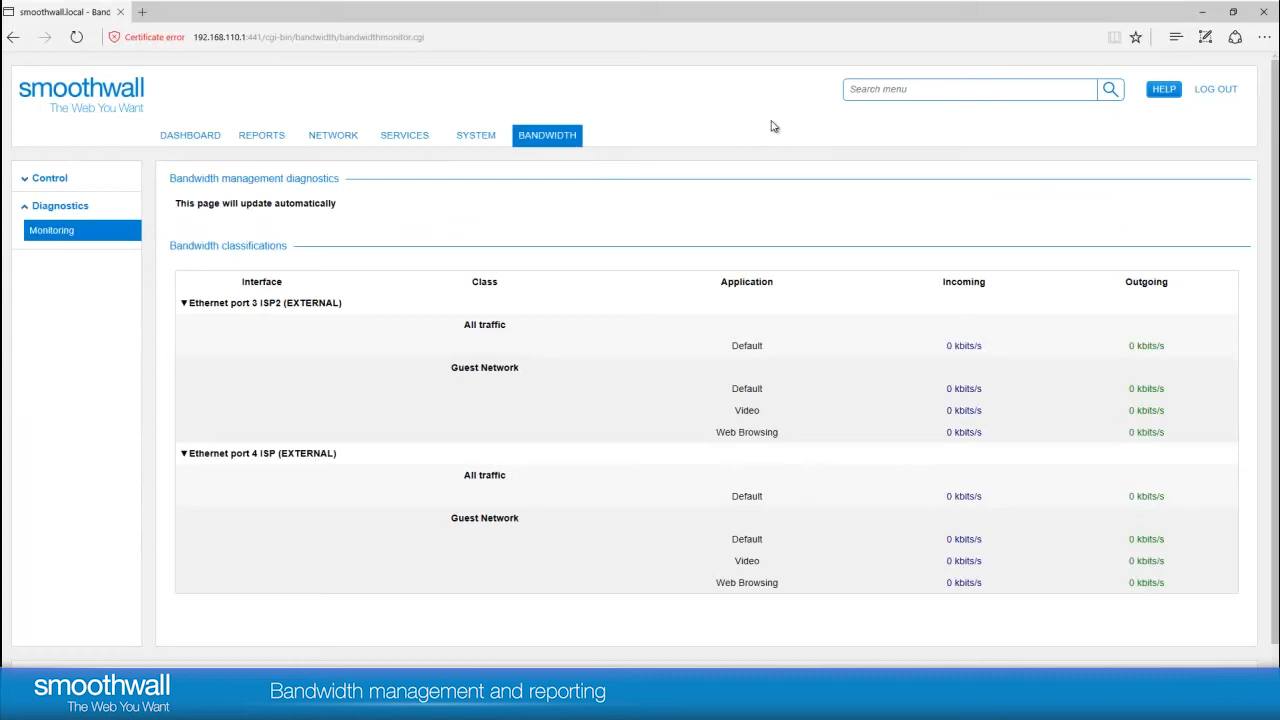 smoothwall.local - Band
Certificate error 192.168.110.1:441/cgi-bin/bandwidth/bandwidthmonitor.cgi
smoothwall
The Web You Want
Search menu
HELP
LOG OUT
DASHBOARD REPORTS NETWORK SERVICES SYSTEM BANDWIDTH
Control
Diagnostics
Monitoring
Bandwidth management diagnostics
This page will update automatically
Bandwidth classifications
Interface Class Application Incoming Outgoing
Ethernet port 3 ISP2 (EXTERNAL)
All traffic
Default 0 kbits/s 0 kbits/s
Guest Network
Default 0 kbits/s 0 kbits/s
Video 0 kbits/s 0 kbits/s
Web Browsing 0 kbits/s 0 kbits/s
Ethernet port 4 ISP (EXTERNAL)
All traffic
Default 0 kbits/s 0 kbits/s
Guest Network
Default 0 kbits/s 0 kbits/s
Video 0 kbits/s 0 kbits/s
Web Browsing 0 kbits/s 0 kbits/s
smoothwall
The Web You Want
Bandwidth management and reporting